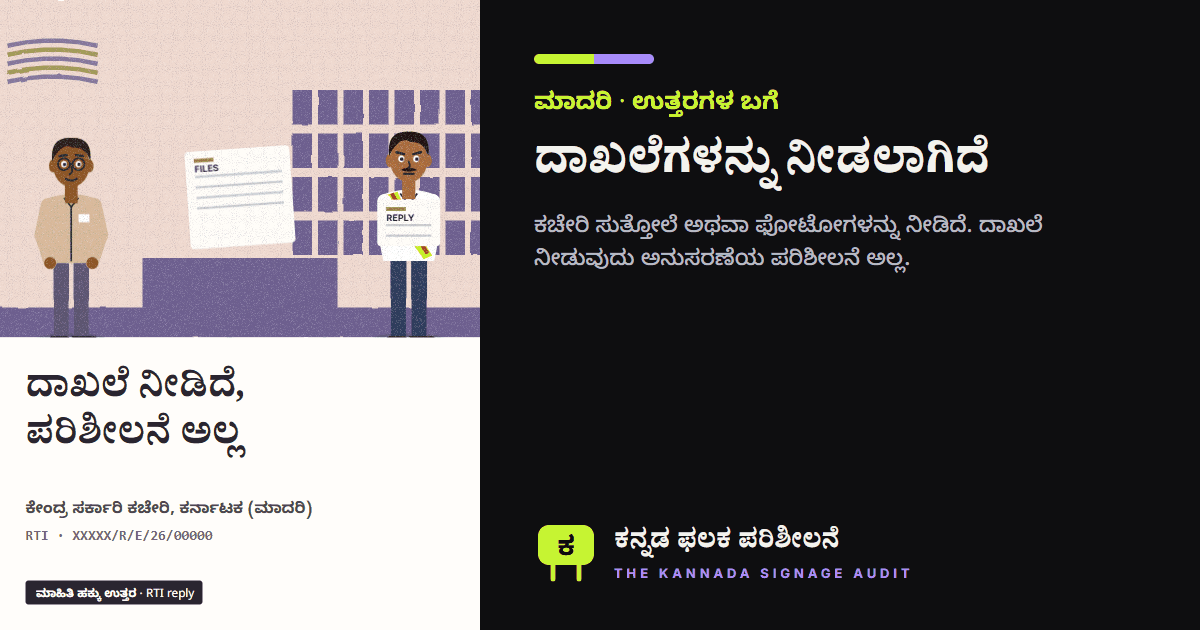 FILES
REPLY
ದಾಖಲೆ ನೀಡಿದೆ,
ಪರಿಶೀಲನೆ ಅಲ್ಲ
ಕೇಂದ್ರ ಸರ್ಕಾರಿ ಕಚೇರಿ, ಕರ್ನಾಟಕ (ಮಾದರಿ)
RTI · XXXXX/R/E/26/00000
ಮಾಹಿತಿ ಹಕ್ಕು ಉತ್ತರ · RTI reply
ಮಾದರಿ · ಉತ್ತರಗಳ ಬಗೆ
ದಾಖಲೆಗಳನ್ನು ನೀಡಲಾಗಿದೆ
ಕಚೇರಿ ಸುತ್ತೋಲೆ ಅಥವಾ ಫೋಟೋಗಳನ್ನು ನೀಡಿದೆ. ದಾಖಲೆ
ನೀಡುವುದು ಅನುಸರಣೆಯ ಪರಿಶೀಲನೆ ಅಲ್ಲ.
ಕ
ಕನ್ನಡ ಫಲಕ ಪರಿಶೀಲನೆ
THE KANNADA SIGNAGE AUDIT